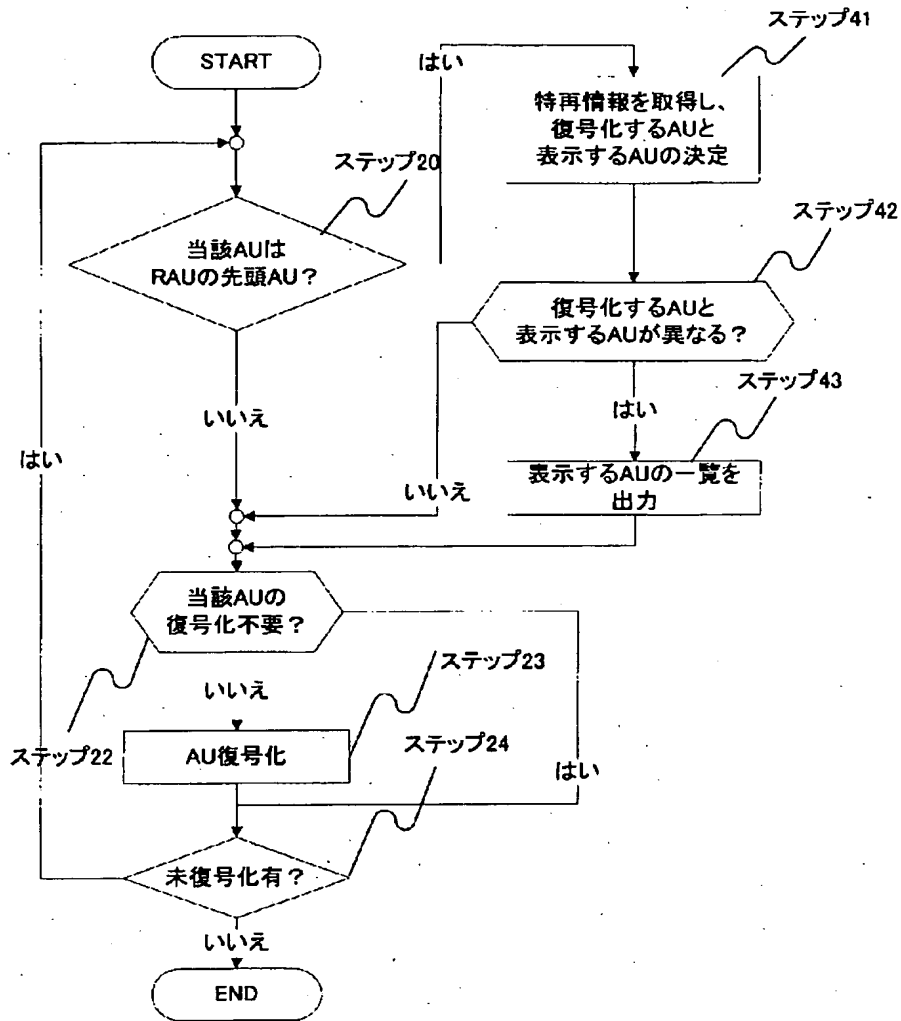 START
ステップ20
当該AUは
RAUの先頭AU？
はい
ステップ41
特再情報を取得し、
復号化するAUと
表示するAUの決定
ステップ42
復号化するAUと
表示するAUが異なる？
ステップ43
はい
表示するAUの一覧を
出力
いいえ
いいえ
はい
当該AUの
復号化不要？
ステップ22
いいえ
ステップ23
AU復号化
はい
ステップ24
未復号化有？
いいえ
END